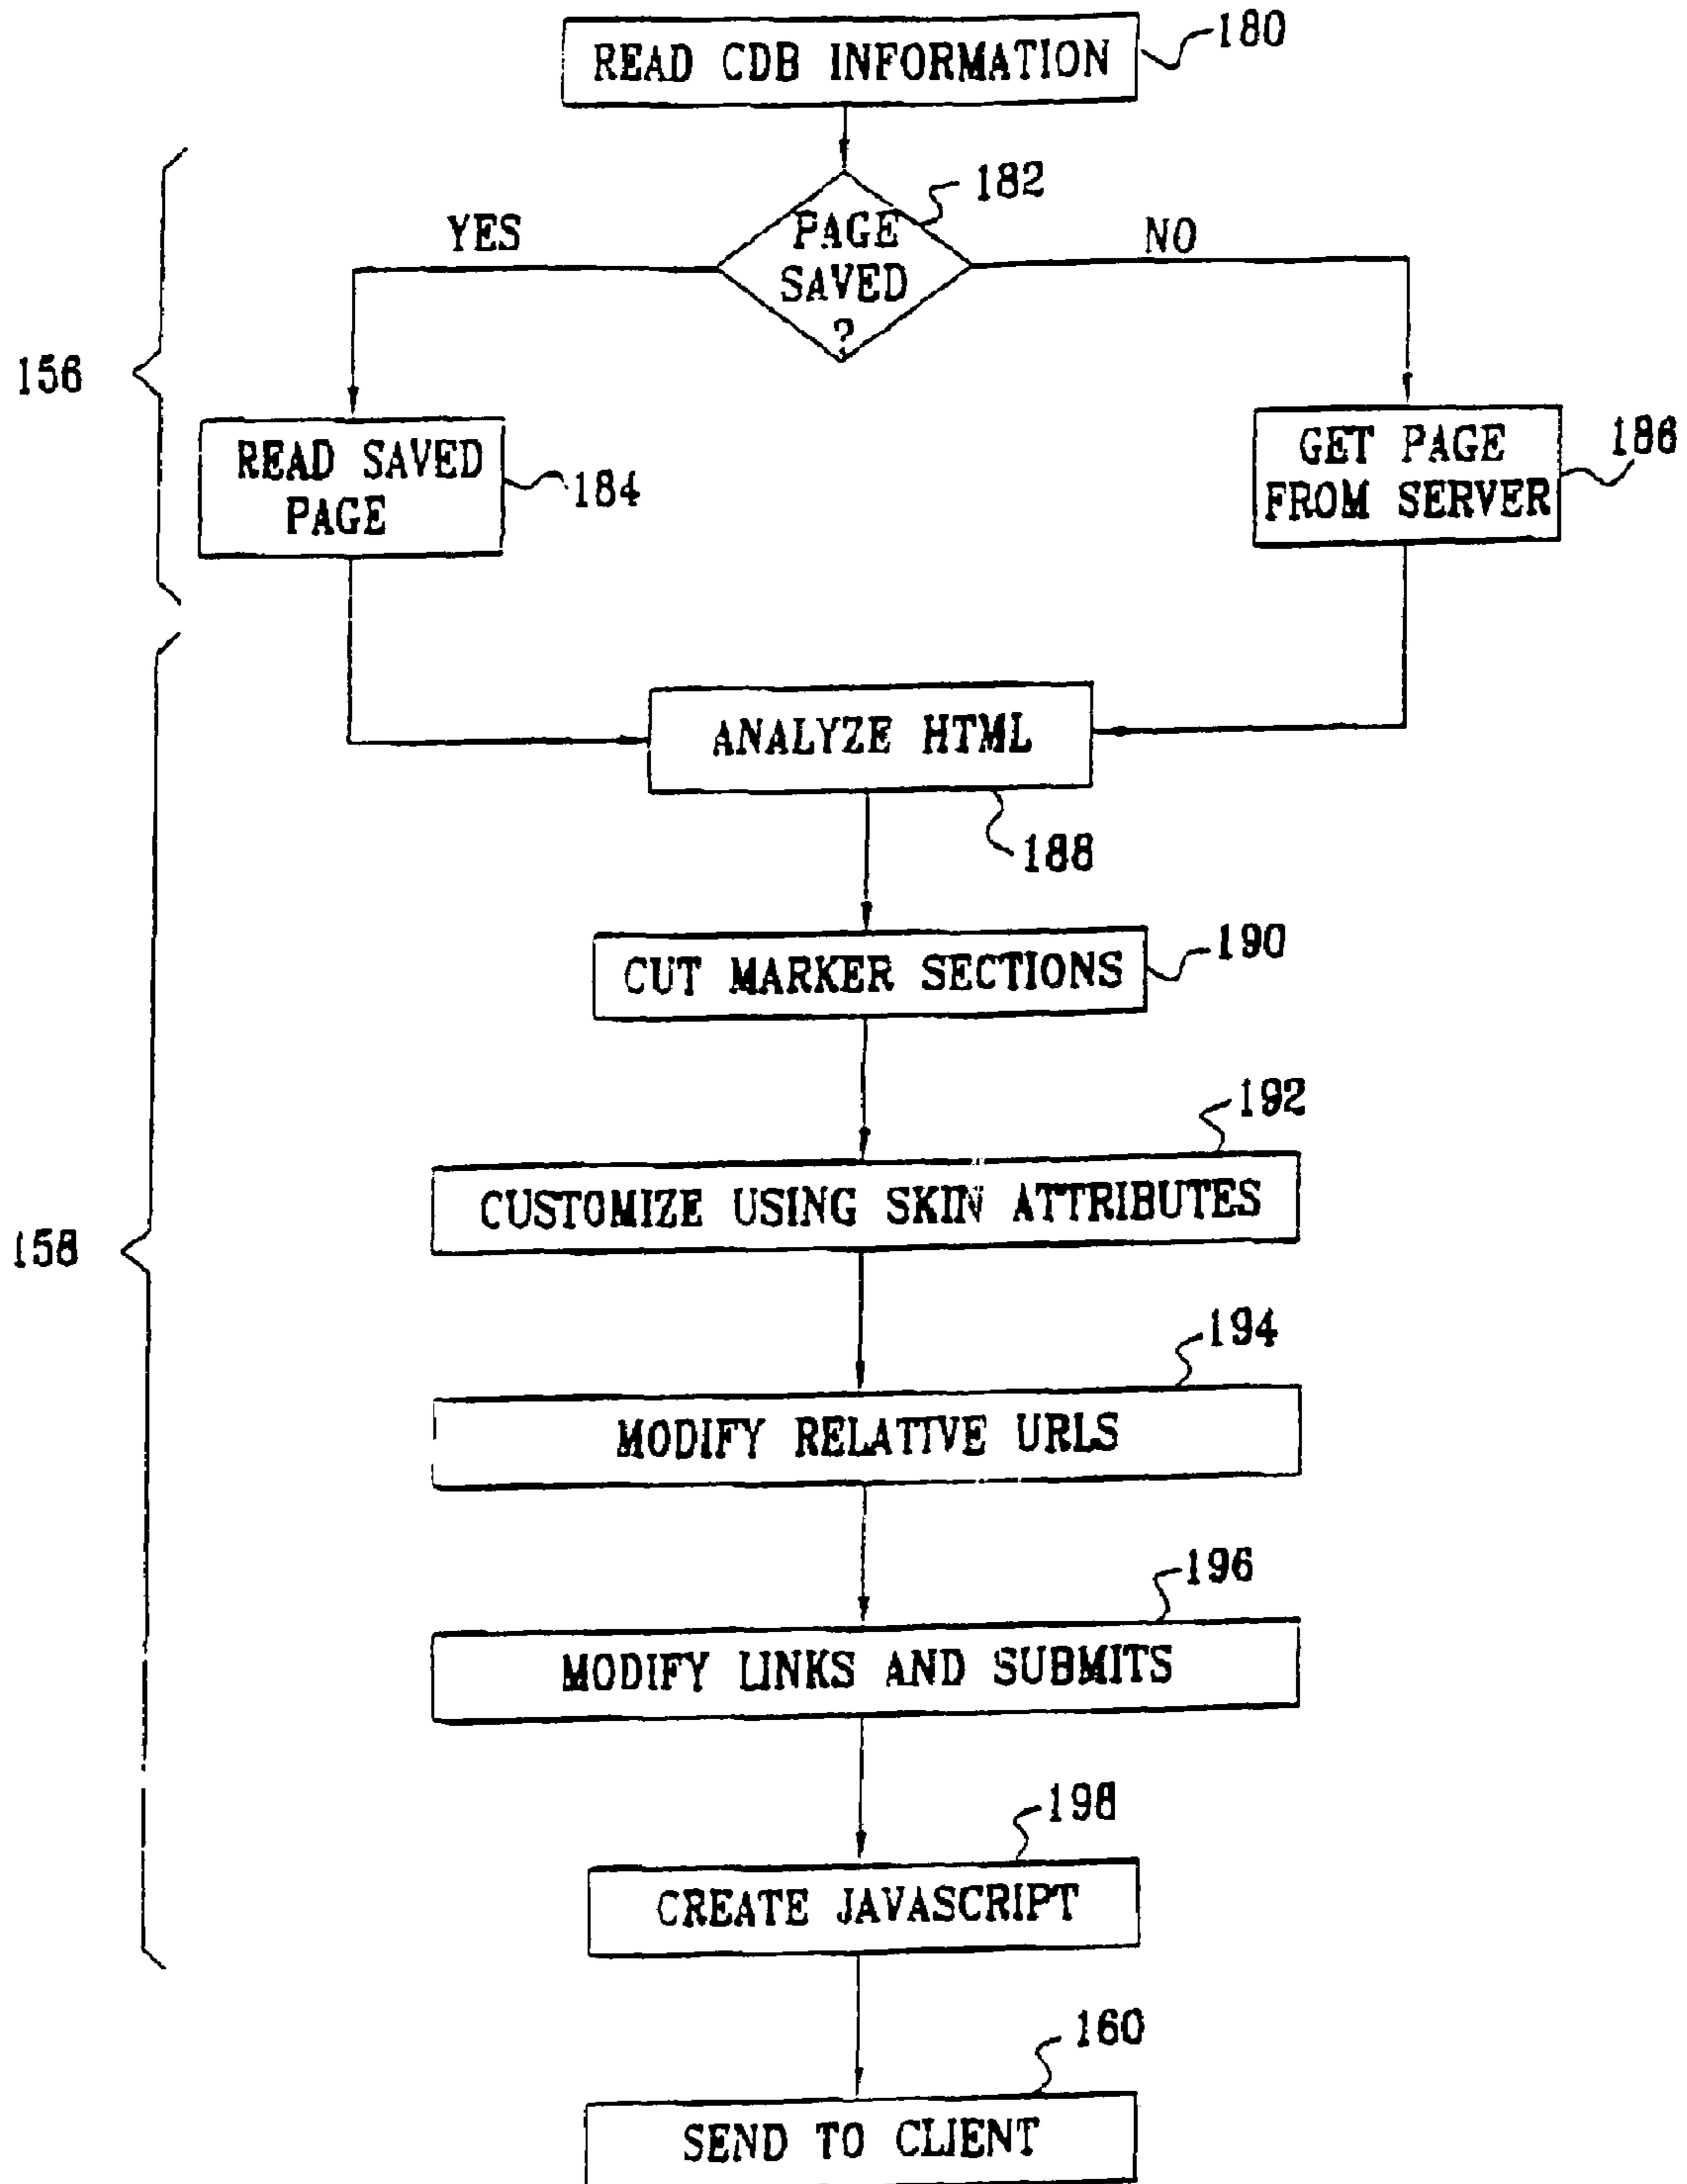 READ CDB INFORMATION
180
182
PAGE
SAVED
?
YES
NO
156
READ SAVED
PAGE
184
GET PAGE
FROM SERVER
186
ANALYZE HTML
188
CUT MARKER SECTIONS
190
192
CUSTOMIZE USING SKIN ATTRIBUTES
158
194
MODIFY RELATIVE URLS
196
MODIFY LINKS AND SUBMITS
198
CREATE JAVASCRIPT
160
SEND TO CLIENT